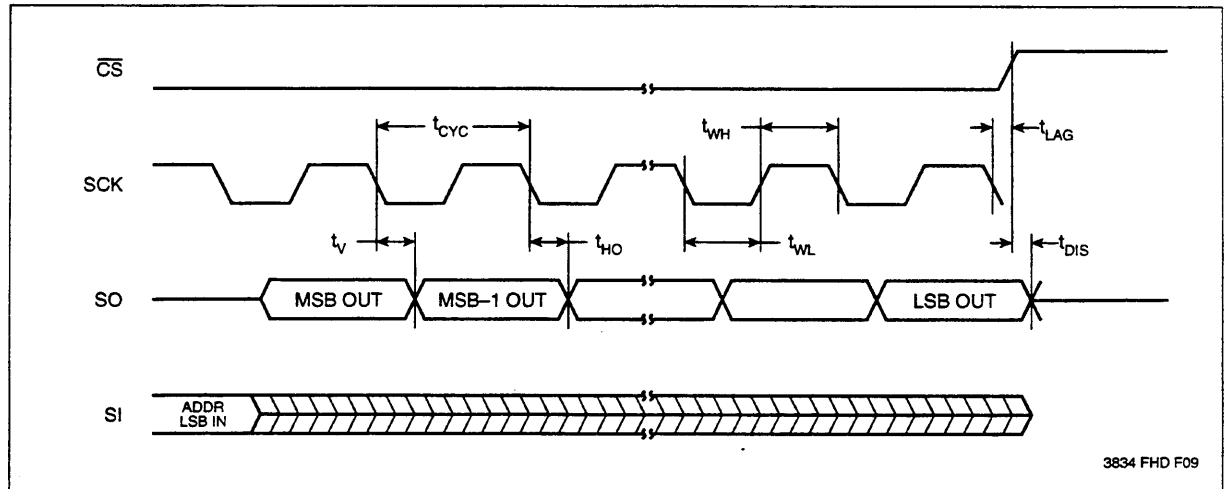 CS
tCYC
tWH
tLAG
SCK
tV
tHO
tWL
tDIS
SO
MSB OUT
MSB–1 OUT
LSB OUT
SI
ADDR
LSB IN
3834 FHD F09